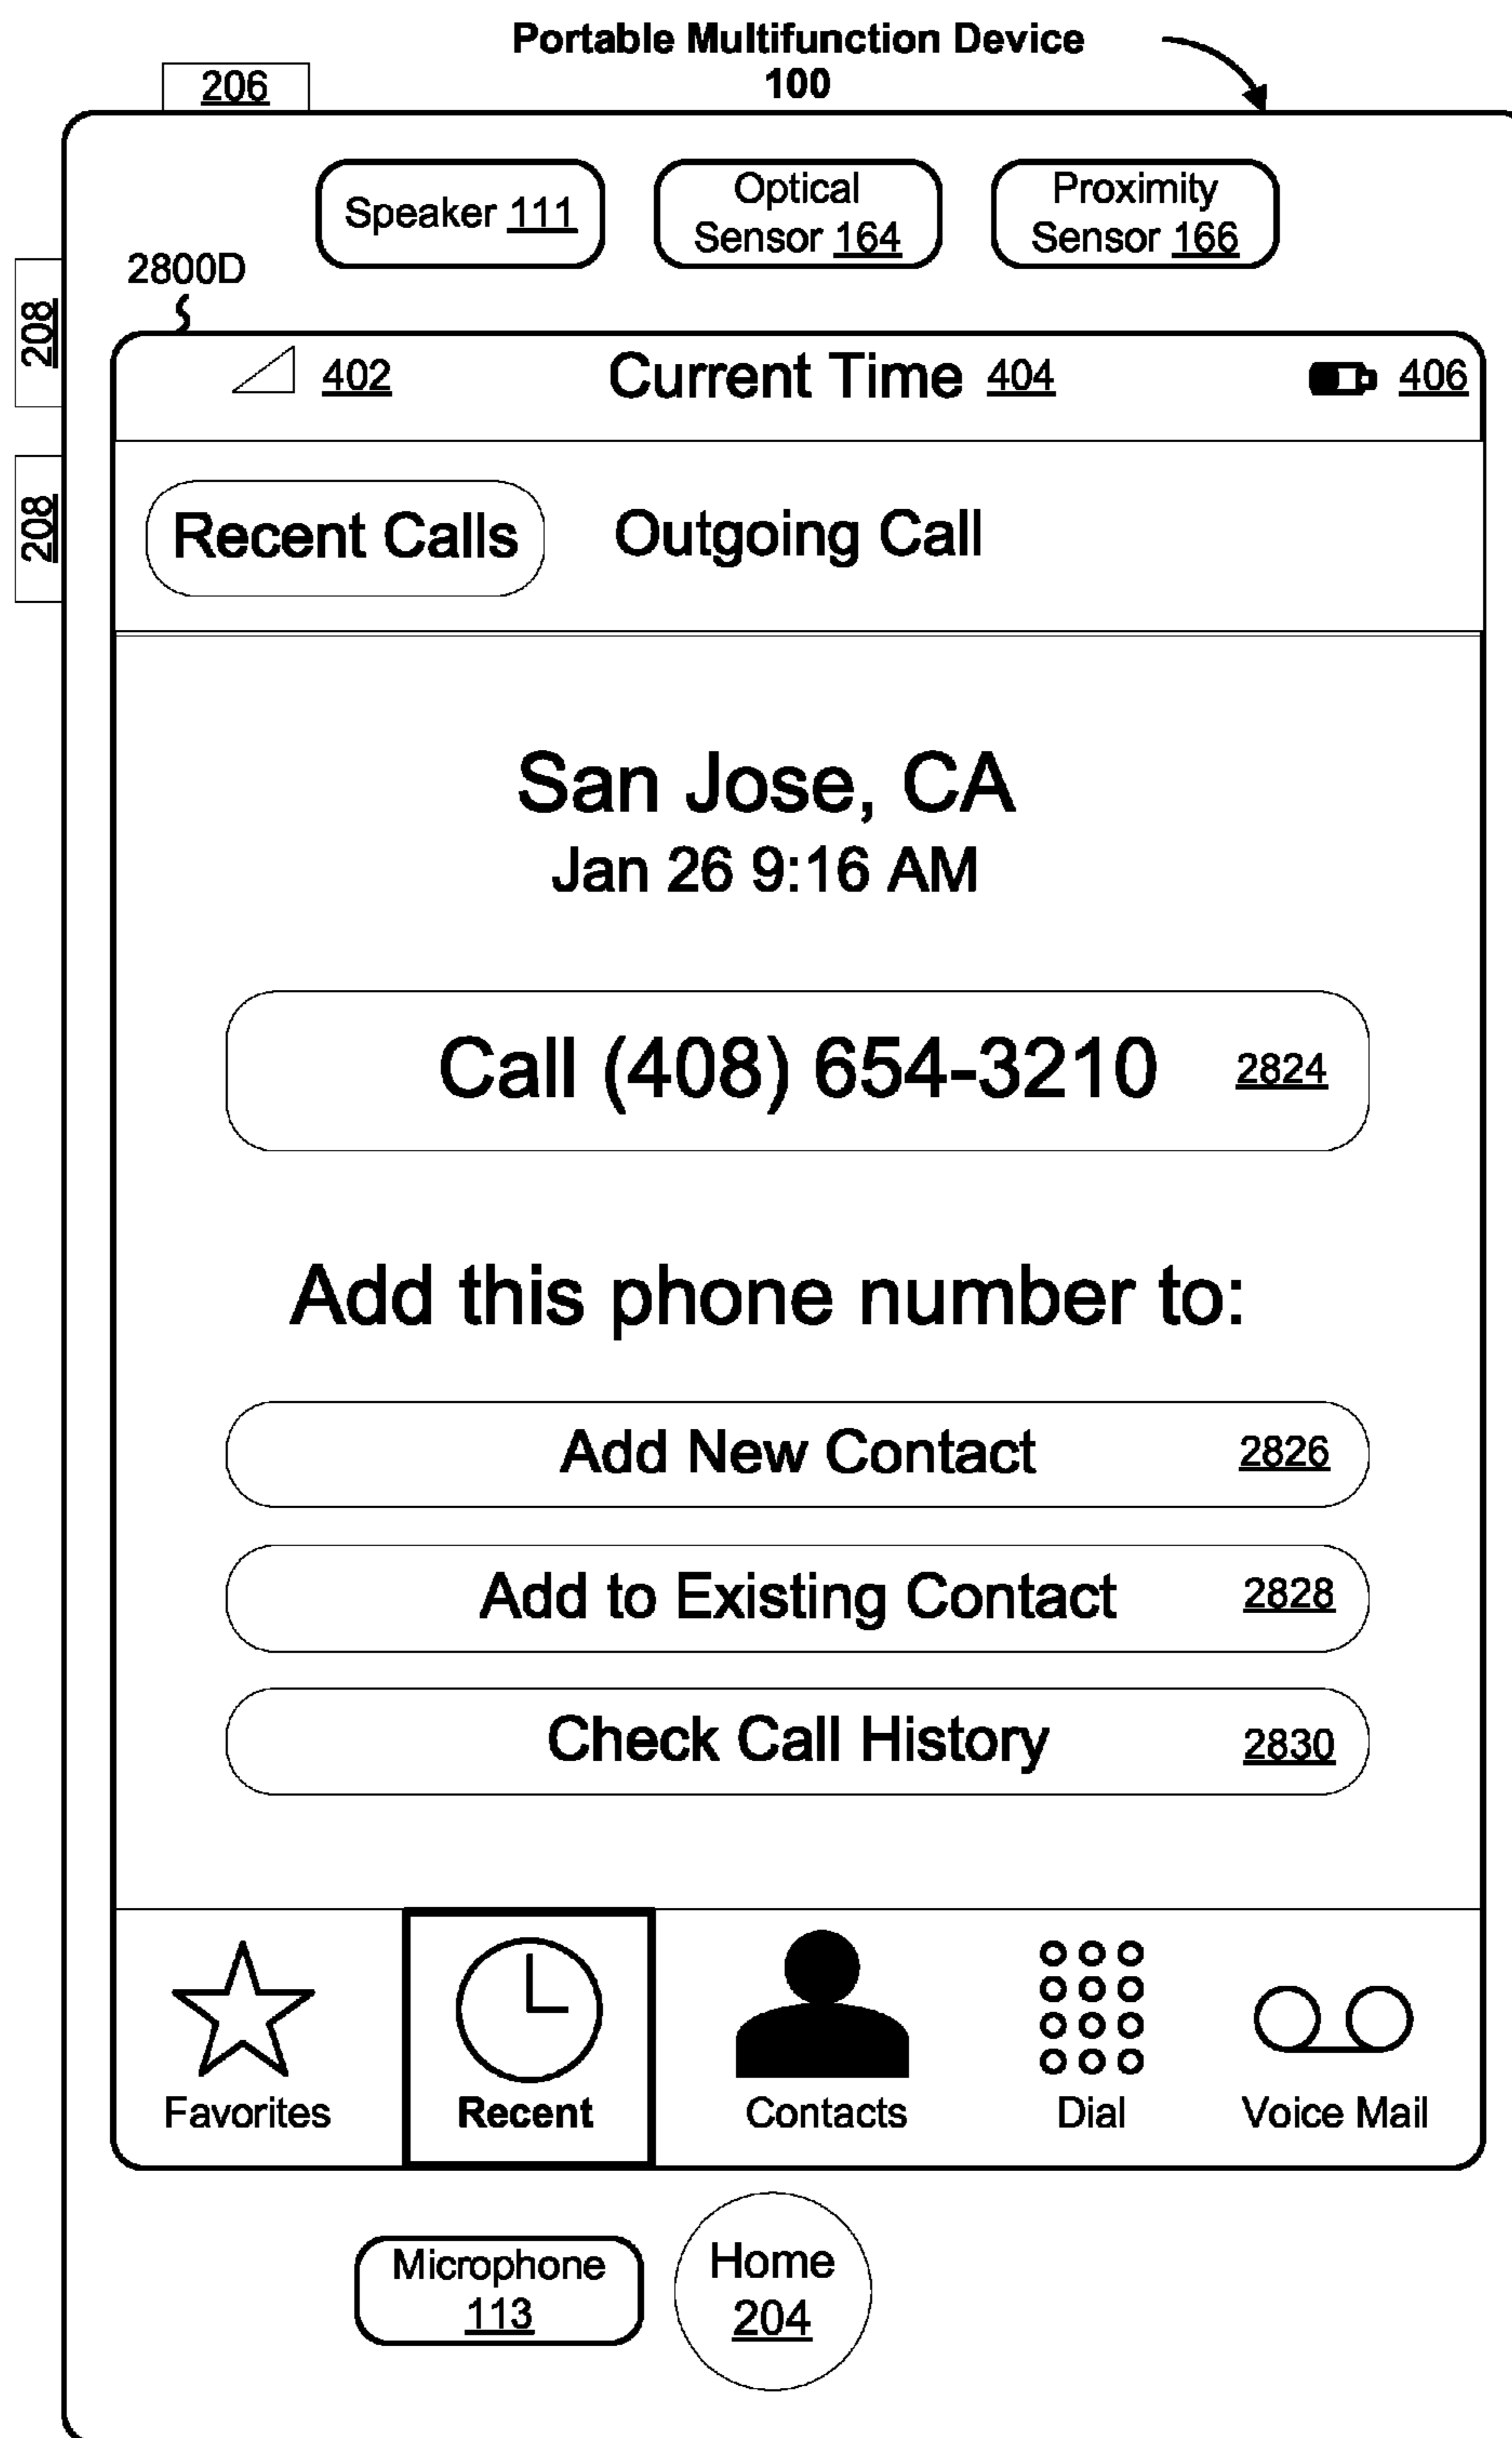 Portable Multifunction Device
100
206
Speaker 111
Optical
Sensor 164
Proximity
Sensor 166
2800D
208
208
402
Current Time 404
406
Recent Calls
Outgoing Call
San Jose, CA
Jan 26 9:16 AM
Call (408) 654-3210 2824
Add this phone number to:
Add New Contact 2826
Add to Existing Contact 2828
Check Call History 2830
Favorites
Recent
Contacts
Dial
Voice Mail
Microphone
113
Home
204